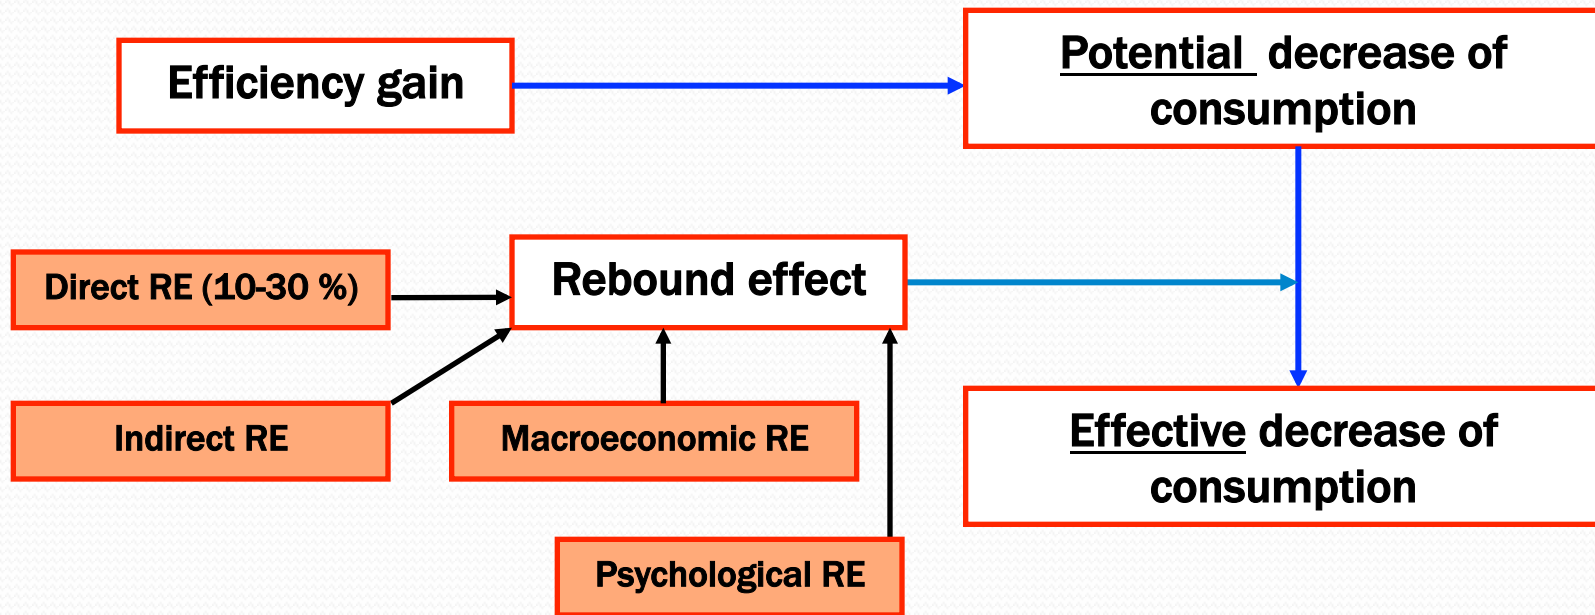 Efficiency gain
Potential decrease of
consumption
Direct RE (10-30 %)
Rebound effect
Indirect RE
Macroeconomic RE
Effective decrease of
consumption
Psychological RE